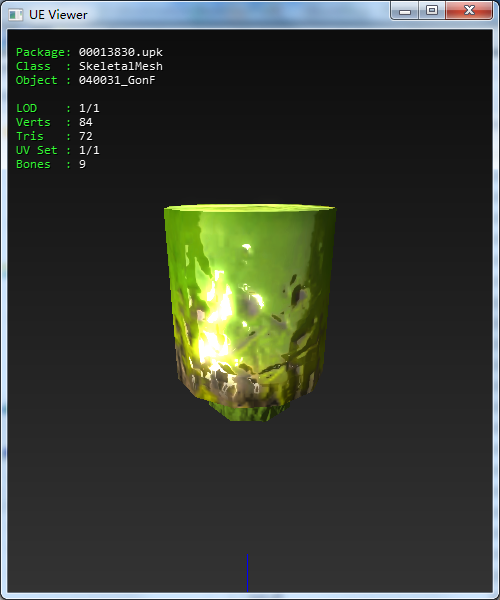 UE Viewer
Package: 00013830.upk
Class : SkeletalMesh
Object : 040031_GonF
LOD : 1/1
Verts : 84
Tris : 72
UV Set : 1/1
Bones : 9